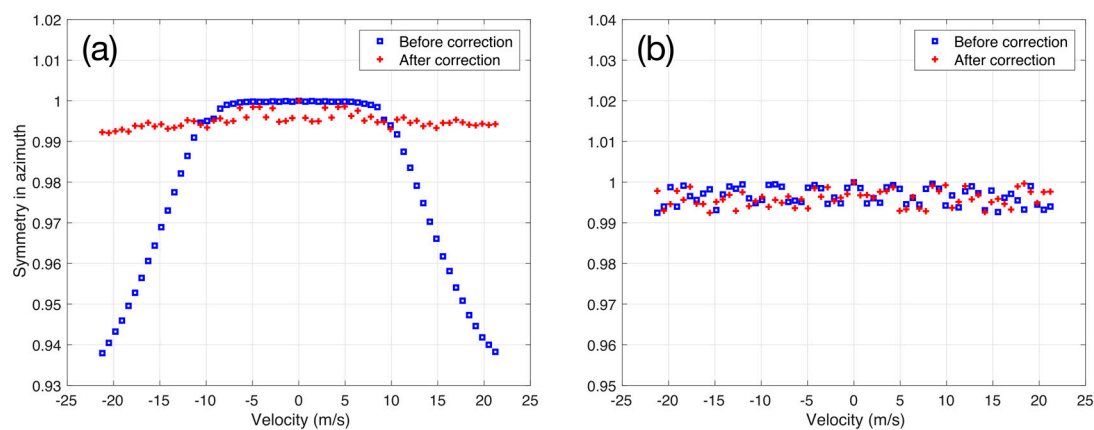 (a)
Before correction
After correction
1.02
1.01
1
0.99
0.98
0.97
0.96
0.95
0.94
0.93
Symmetry in azimuth
-25 -20 -15 -10 -5 0 5 10 15 20 25
Velocity (m/s)
(b)
Before correction
After correction
1.04
1.03
1.02
1.01
1
0.99
0.98
0.97
0.96
0.95
-25 -20 -15 -10 -5 0 5 10 15 20 25
Velocity (m/s)